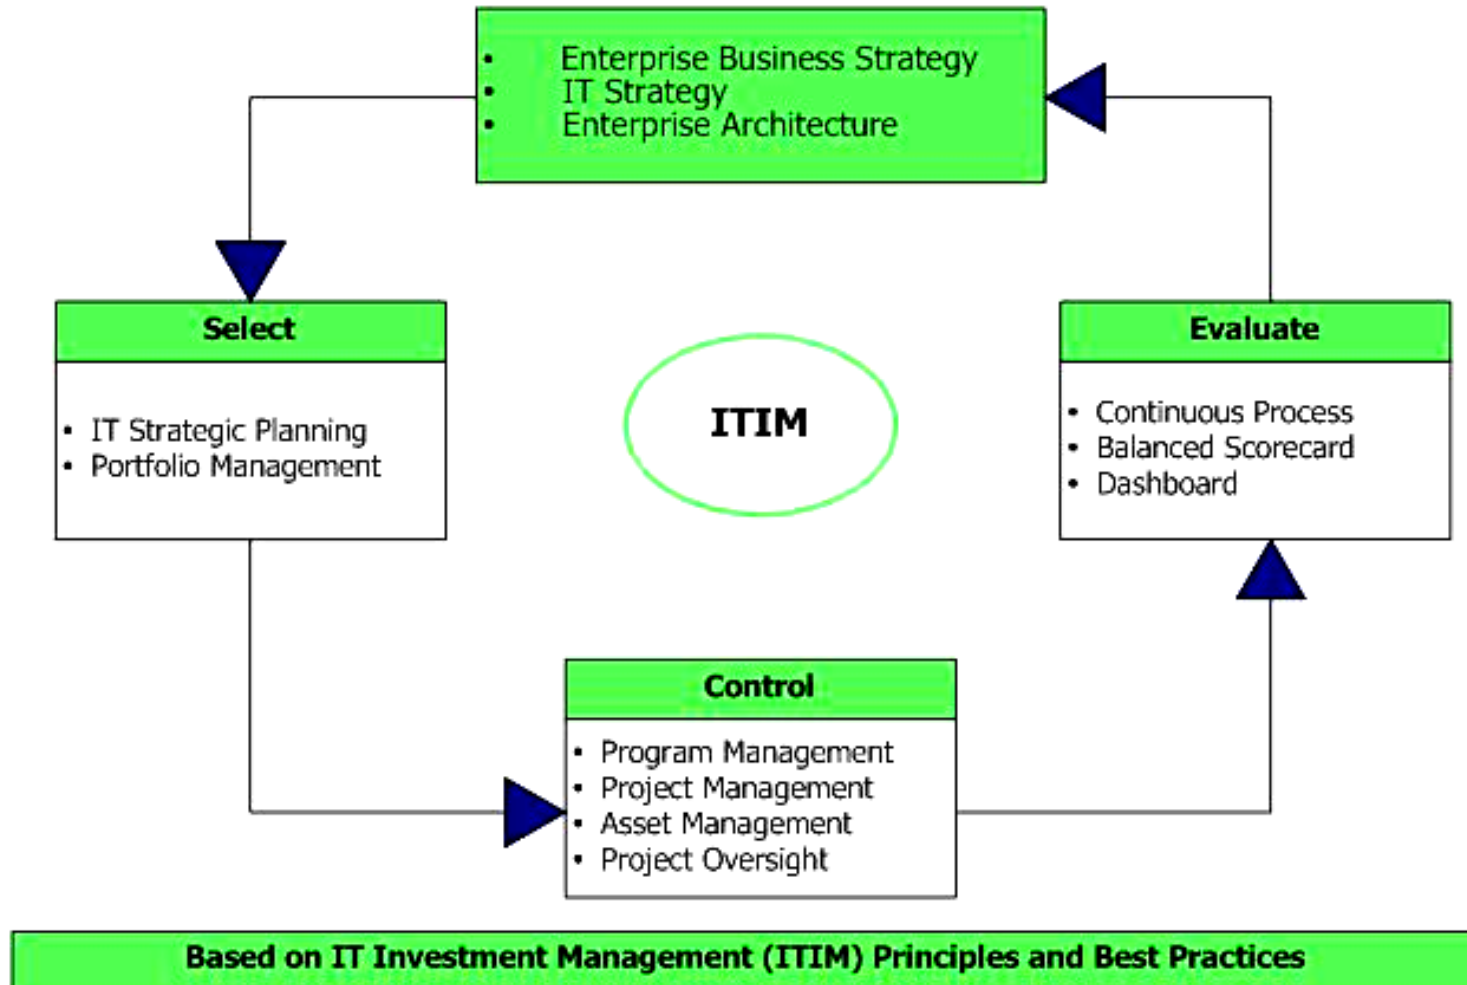 • Enterprise Business Strategy
• IT Strategy
• Enterprise Architecture
Select
• IT Strategic Planning
• Portfolio Management
ITIM
Evaluate
• Continuous Process
• Balanced Scorecard
• Dashboard
Control
• Program Management
• Project Management
• Asset Management
• Project Oversight
Based on IT Investment Management (ITIM) Principles and Best Practices